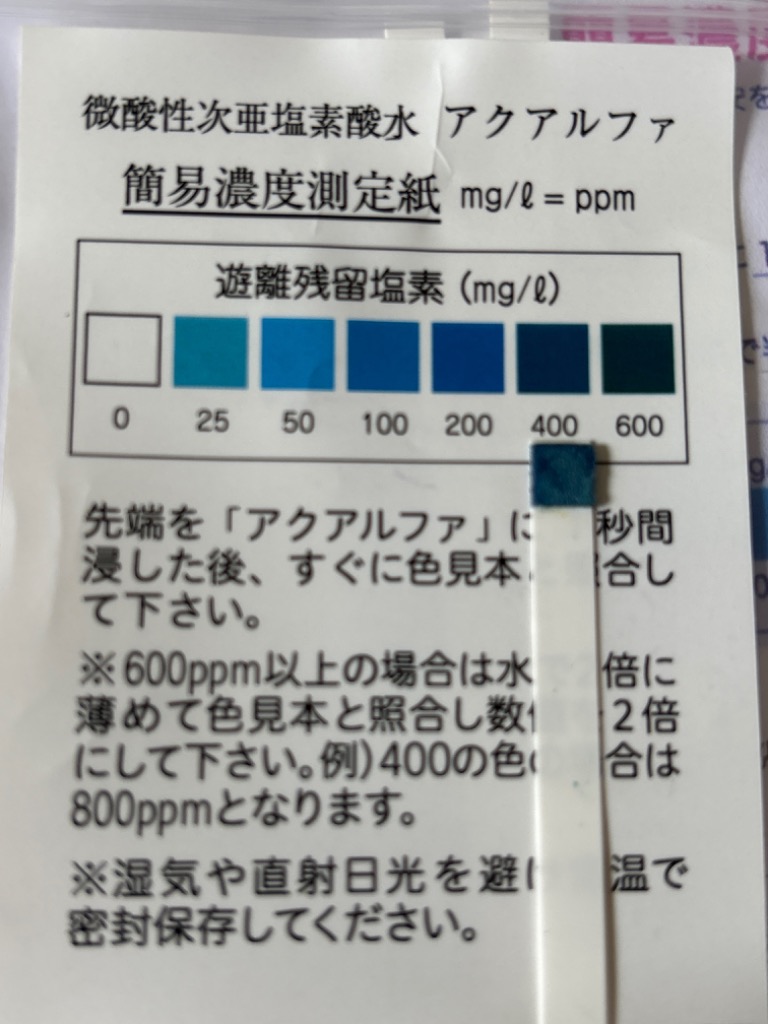 微酸性次亜塩素酸水 アクアルファ
簡易濃度測定紙 mg/ℓ = ppm
遊離残留塩素 (mg/ℓ)
0 25 50 100 200 400 600
先端を「アクアルファ」に 秒間
浸した後、すぐに色見本 合し
て下さい。
※600ppm以上の場合は水で2倍に
薄めて色見本と照合し数値 2倍
にして下さい。例)400の色の 合は
800ppmとなります。
※湿気や直射日光を避け 温で
密封保存してください。